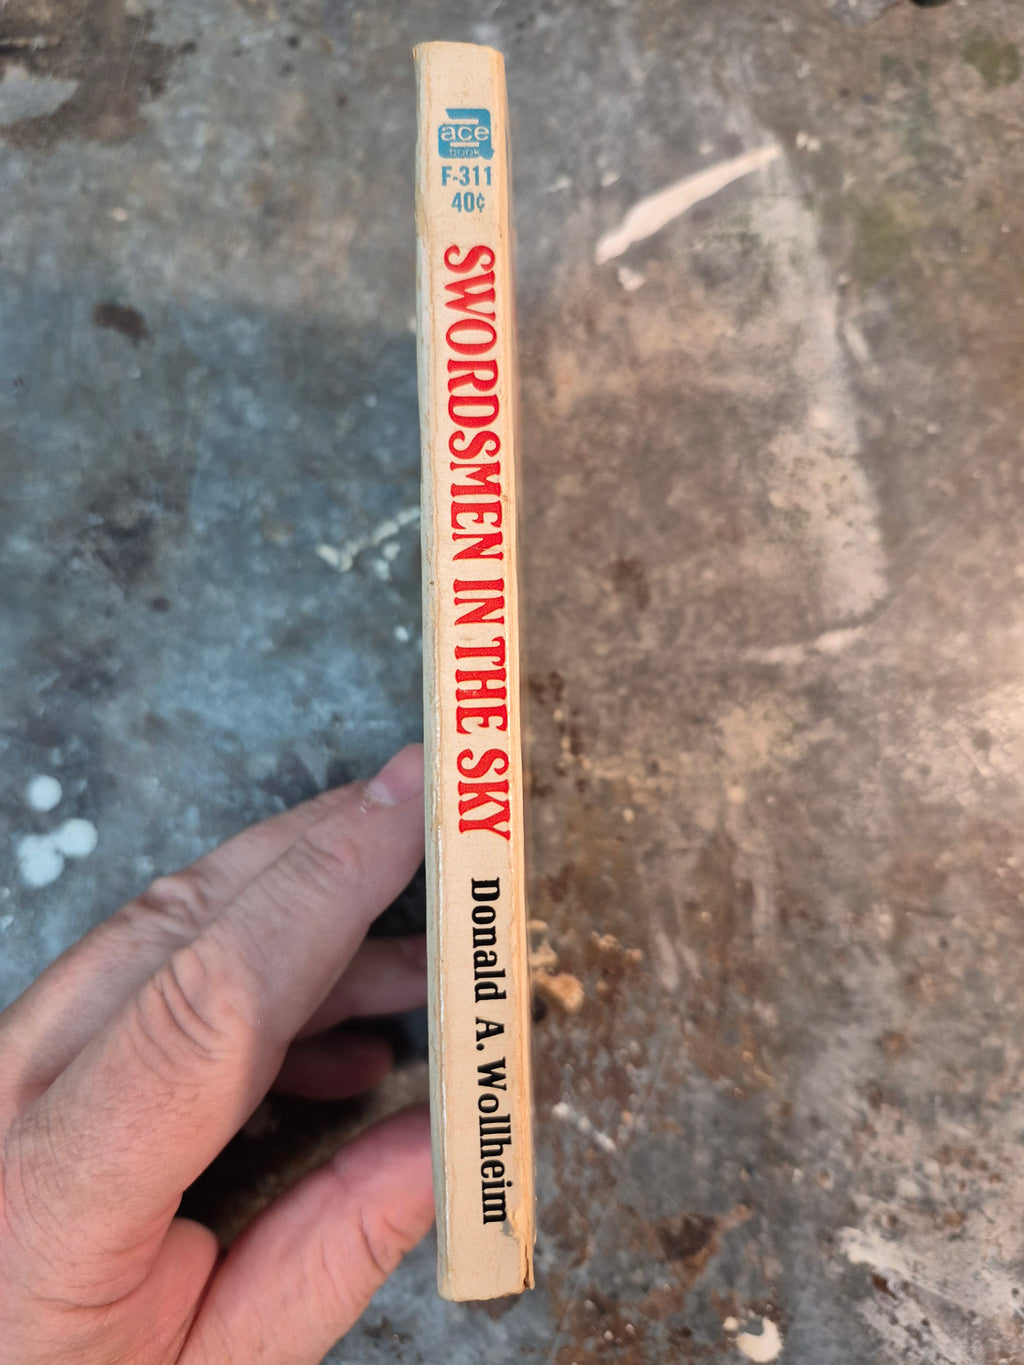 ace
book
F-311
40¢
SWORDSMEN IN THE SKY
Donald A. Wollheim